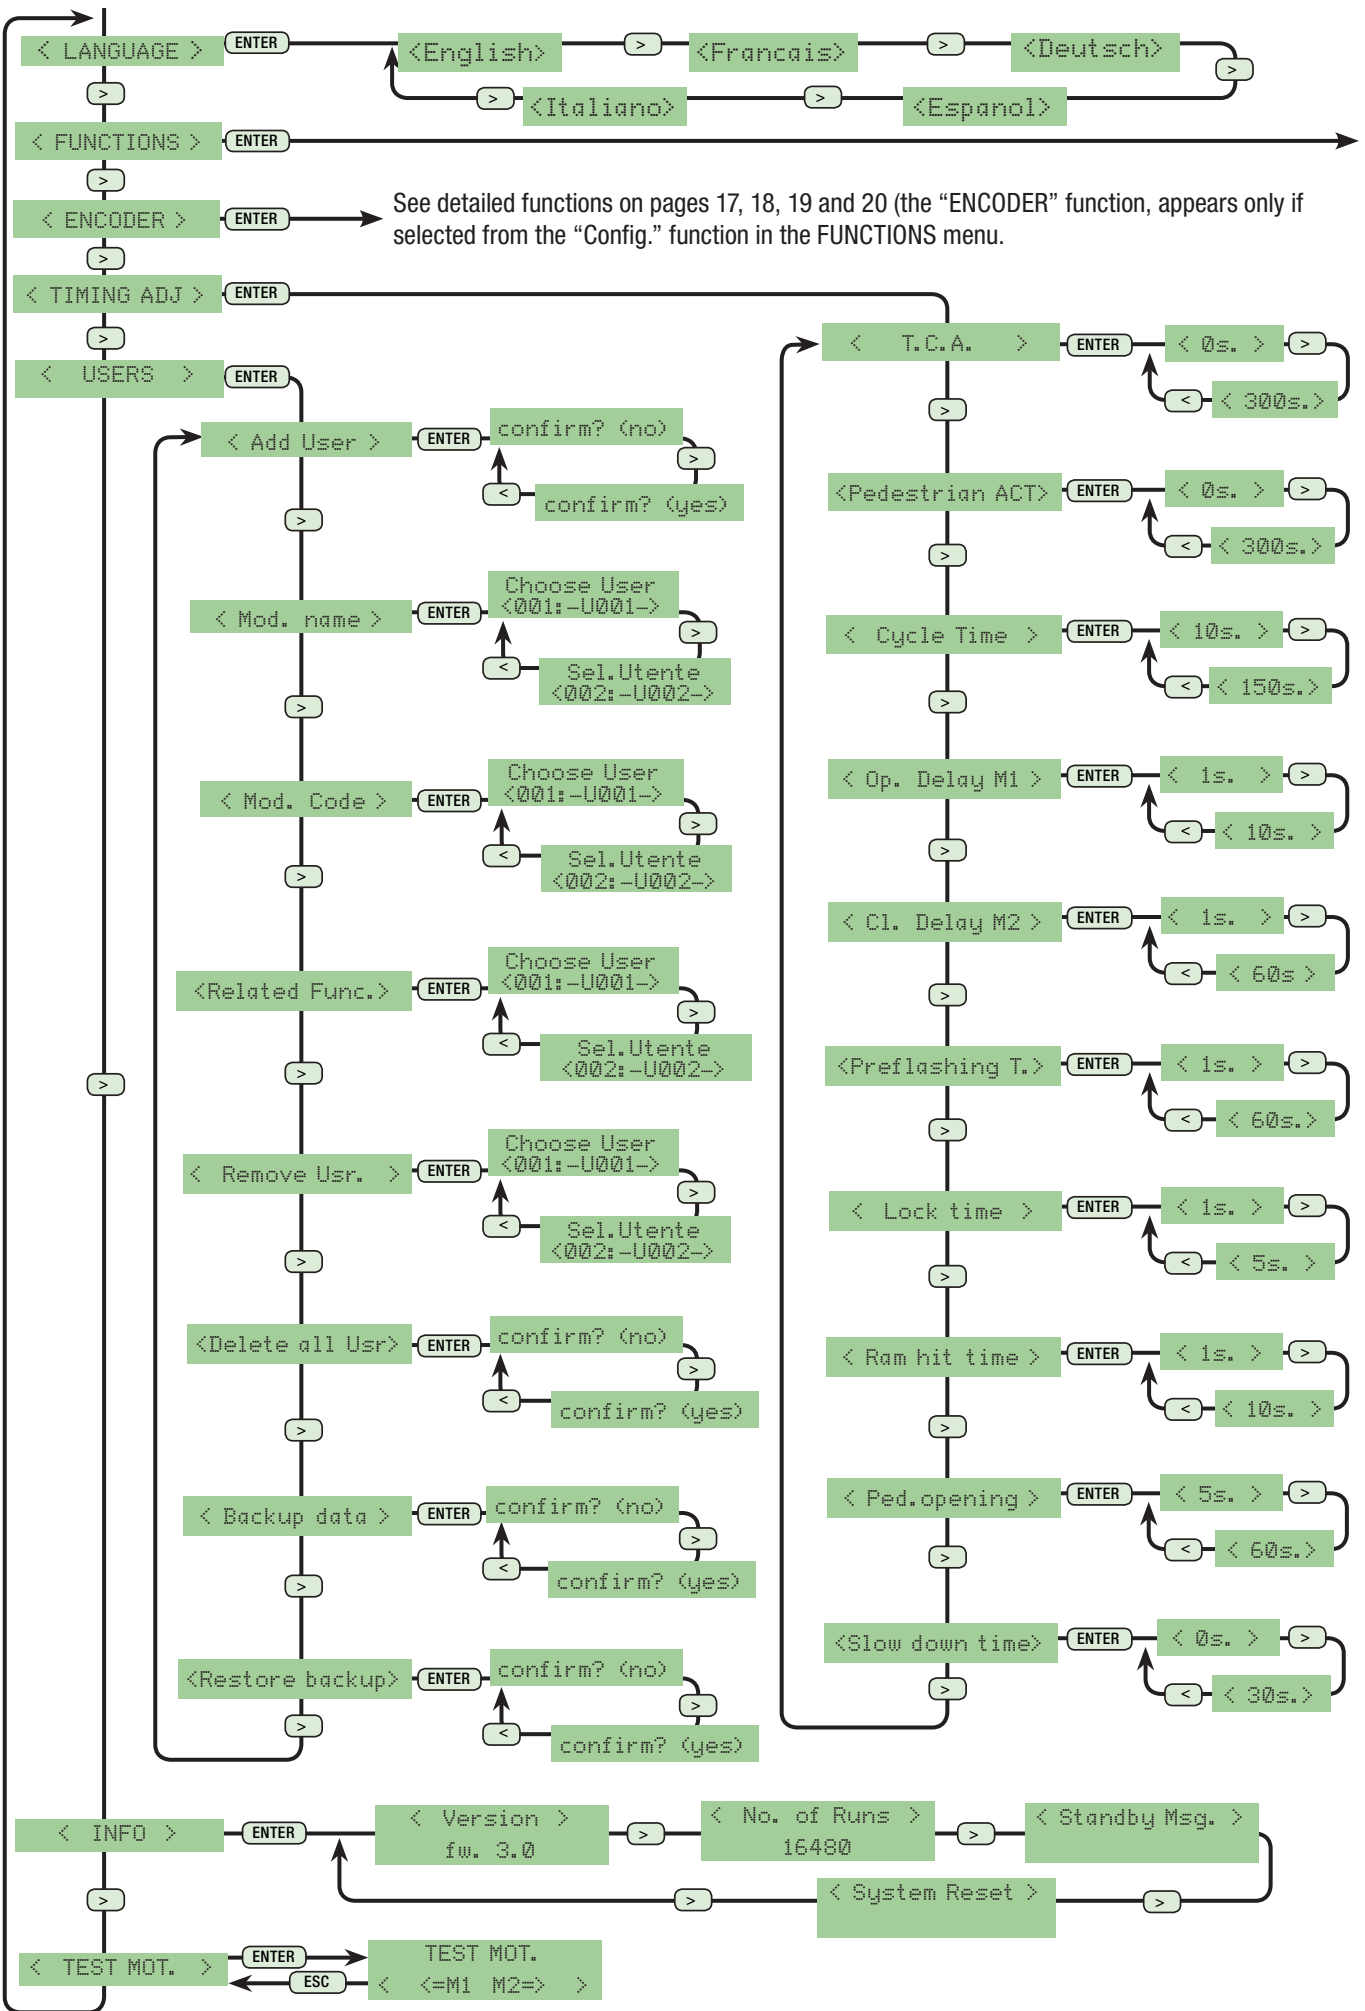 < LANGUAGE > ENTER <English> > <Francais> > <Deutsch>
>
> <Italiano> > <Espanol>
>
< FUNCTIONS > ENTER
>
< ENCODER > ENTER
See detailed functions on pages 17, 18, 19 and 20 (the “ENCODER” function, appears only if
selected from the “Config.” function in the FUNCTIONS menu.
>
< TIMING ADJ > ENTER
>
< USERS > ENTER
< Add User > ENTER confirm? (no)
>
< confirm? (yes)
>
< Mod. name > ENTER Choose User
<001:-U001->
>
< Sel.Utente
<002:-U002->
>
< Mod. Code > ENTER Choose User
<001:-U001->
>
< Sel.Utente
<002:-U002->
>
<Related Func.> ENTER Choose User
<001:-U001->
>
< Sel.Utente
<002:-U002->
>
>
< Remove Usr. > ENTER Choose User
<001:-U001->
>
< Sel.Utente
<002:-U002->
>
<Delete all Usr> ENTER confirm? (no)
>
< confirm? (yes)
>
< Backup data > ENTER confirm? (no)
>
< confirm? (yes)
>
<Restore backup> ENTER confirm? (no)
>
< confirm? (yes)
>
< T.C.A. > ENTER < 0s. > >
< < 300s.>
>
<Pedestrian ACT> ENTER < 0s. > >
< < 300s.>
>
< Cycle Time > ENTER < 10s. > >
< < 150s.>
>
< Op. Delay M1 > ENTER < 1s. > >
< < 10s. >
>
< Cl. Delay M2 > ENTER < 1s. > >
< < 60s >
>
<Preflashing T.> ENTER < 1s. > >
< < 60s.>
>
< Lock time > ENTER < 1s. > >
< < 5s. >
>
< Ram hit time > ENTER < 1s. > >
< < 10s. >
>
< Ped.opening > ENTER < 5s. > >
< < 60s.>
>
<Slow down time> ENTER < 0s. > >
< < 30s.>
>
< INFO > ENTER < Version >
fw. 3.0
> < No. of Runs >
16480
> < Standby Msg. >
> < System Reset > >
>
< TEST MOT. > ENTER
ESC
TEST MOT.
< <=M1 M2=> >